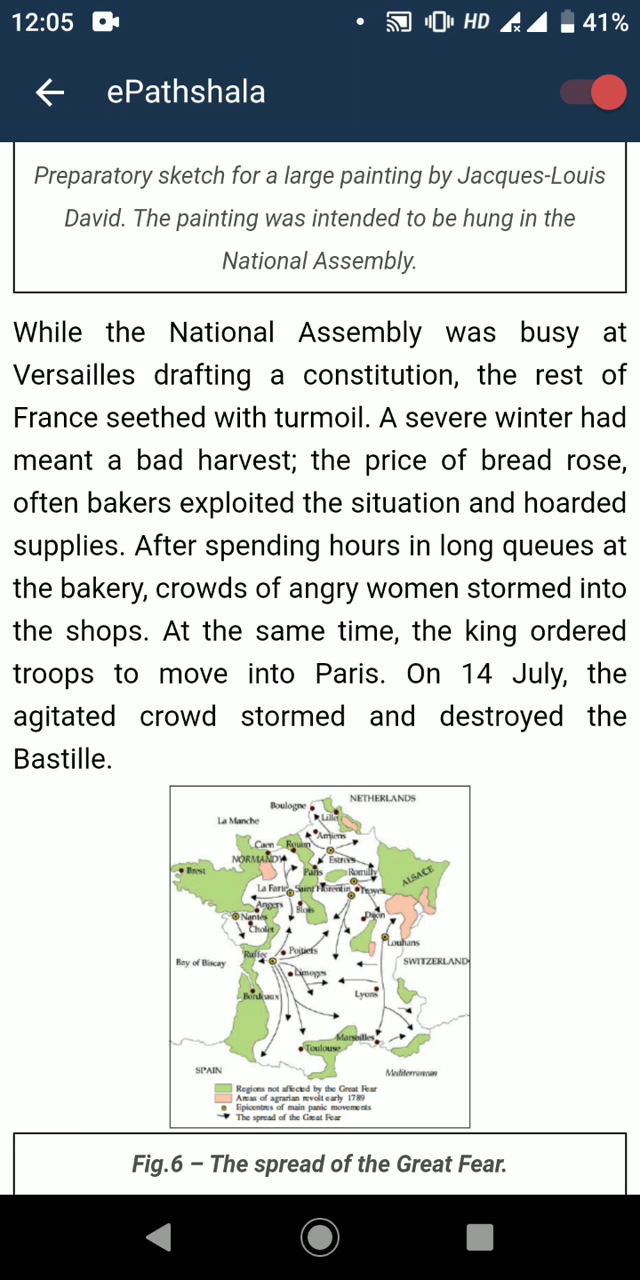 12:05 HD 41%
ePathshala
Preparatory sketch for a large painting by Jacques-Louis
David. The painting was intended to be hung in the
National Assembly.
While the National Assembly was busy at
Versailles drafting a constitution, the rest of
France seethed with turmoil. A severe winter had
meant a bad harvest; the price of bread rose,
often bakers exploited the situation and hoarded
supplies. After spending hours in long queues at
the bakery, crowds of angry women stormed into
the shops. At the same time, the king ordered
troops to move into Paris. On 14 July, the
agitated crowd stormed and destroyed the
Bastille.
NETHERLANDS
Boulogne
La Manche
Lille
Amiens
Caen
Rouen
NORMANDY
Estrées
Brest
Paris
Romilly
ALSACE
La Ferte
Saint Florentin
Troyes
Angers
Blois
Nantes
Dijon
Cholet
Louhans
Ruffec
Poitiers
Bay of Biscay
SWITZERLAND
Limoges
Bordeaux
Lyons
Marseilles
Toulouse
SPAIN
Mediterranean
Regions not affected by the Great Fear
Areas of agrarian revolt early 1789
Epicentres of main panic movements
The spread of the Great Fear
Fig.6 – The spread of the Great Fear.